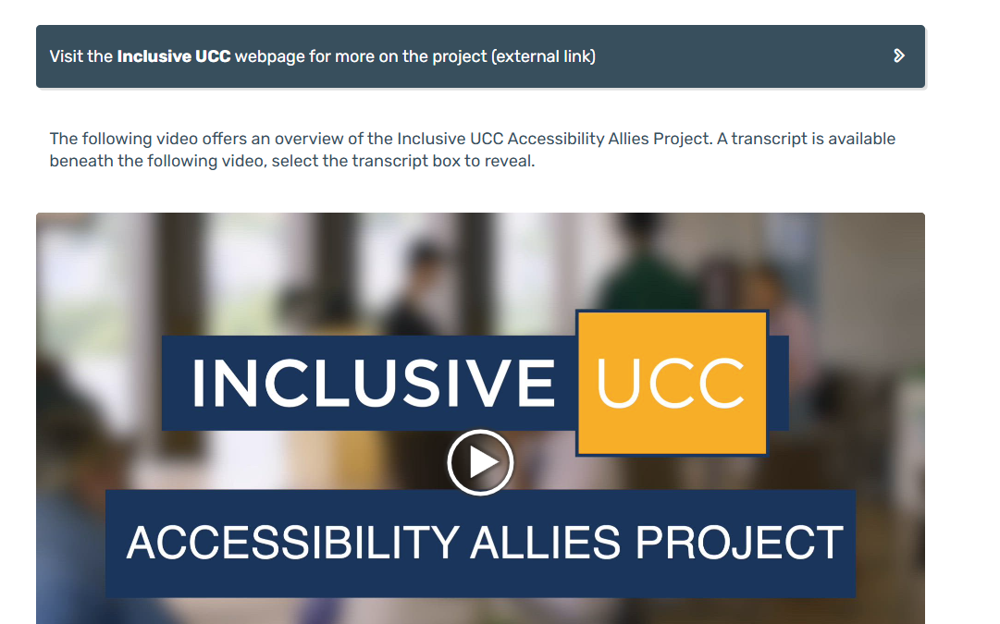 Visit the Inclusive UCC webpage for more on the project (external link)
The following video offers an overview of the Inclusive UCC Accessibility Allies Project. A transcript is available
beneath the following video, select the transcript box to reveal.
INCLUSIVE UCC
ACCESSIBILITY ALLIES PROJECT